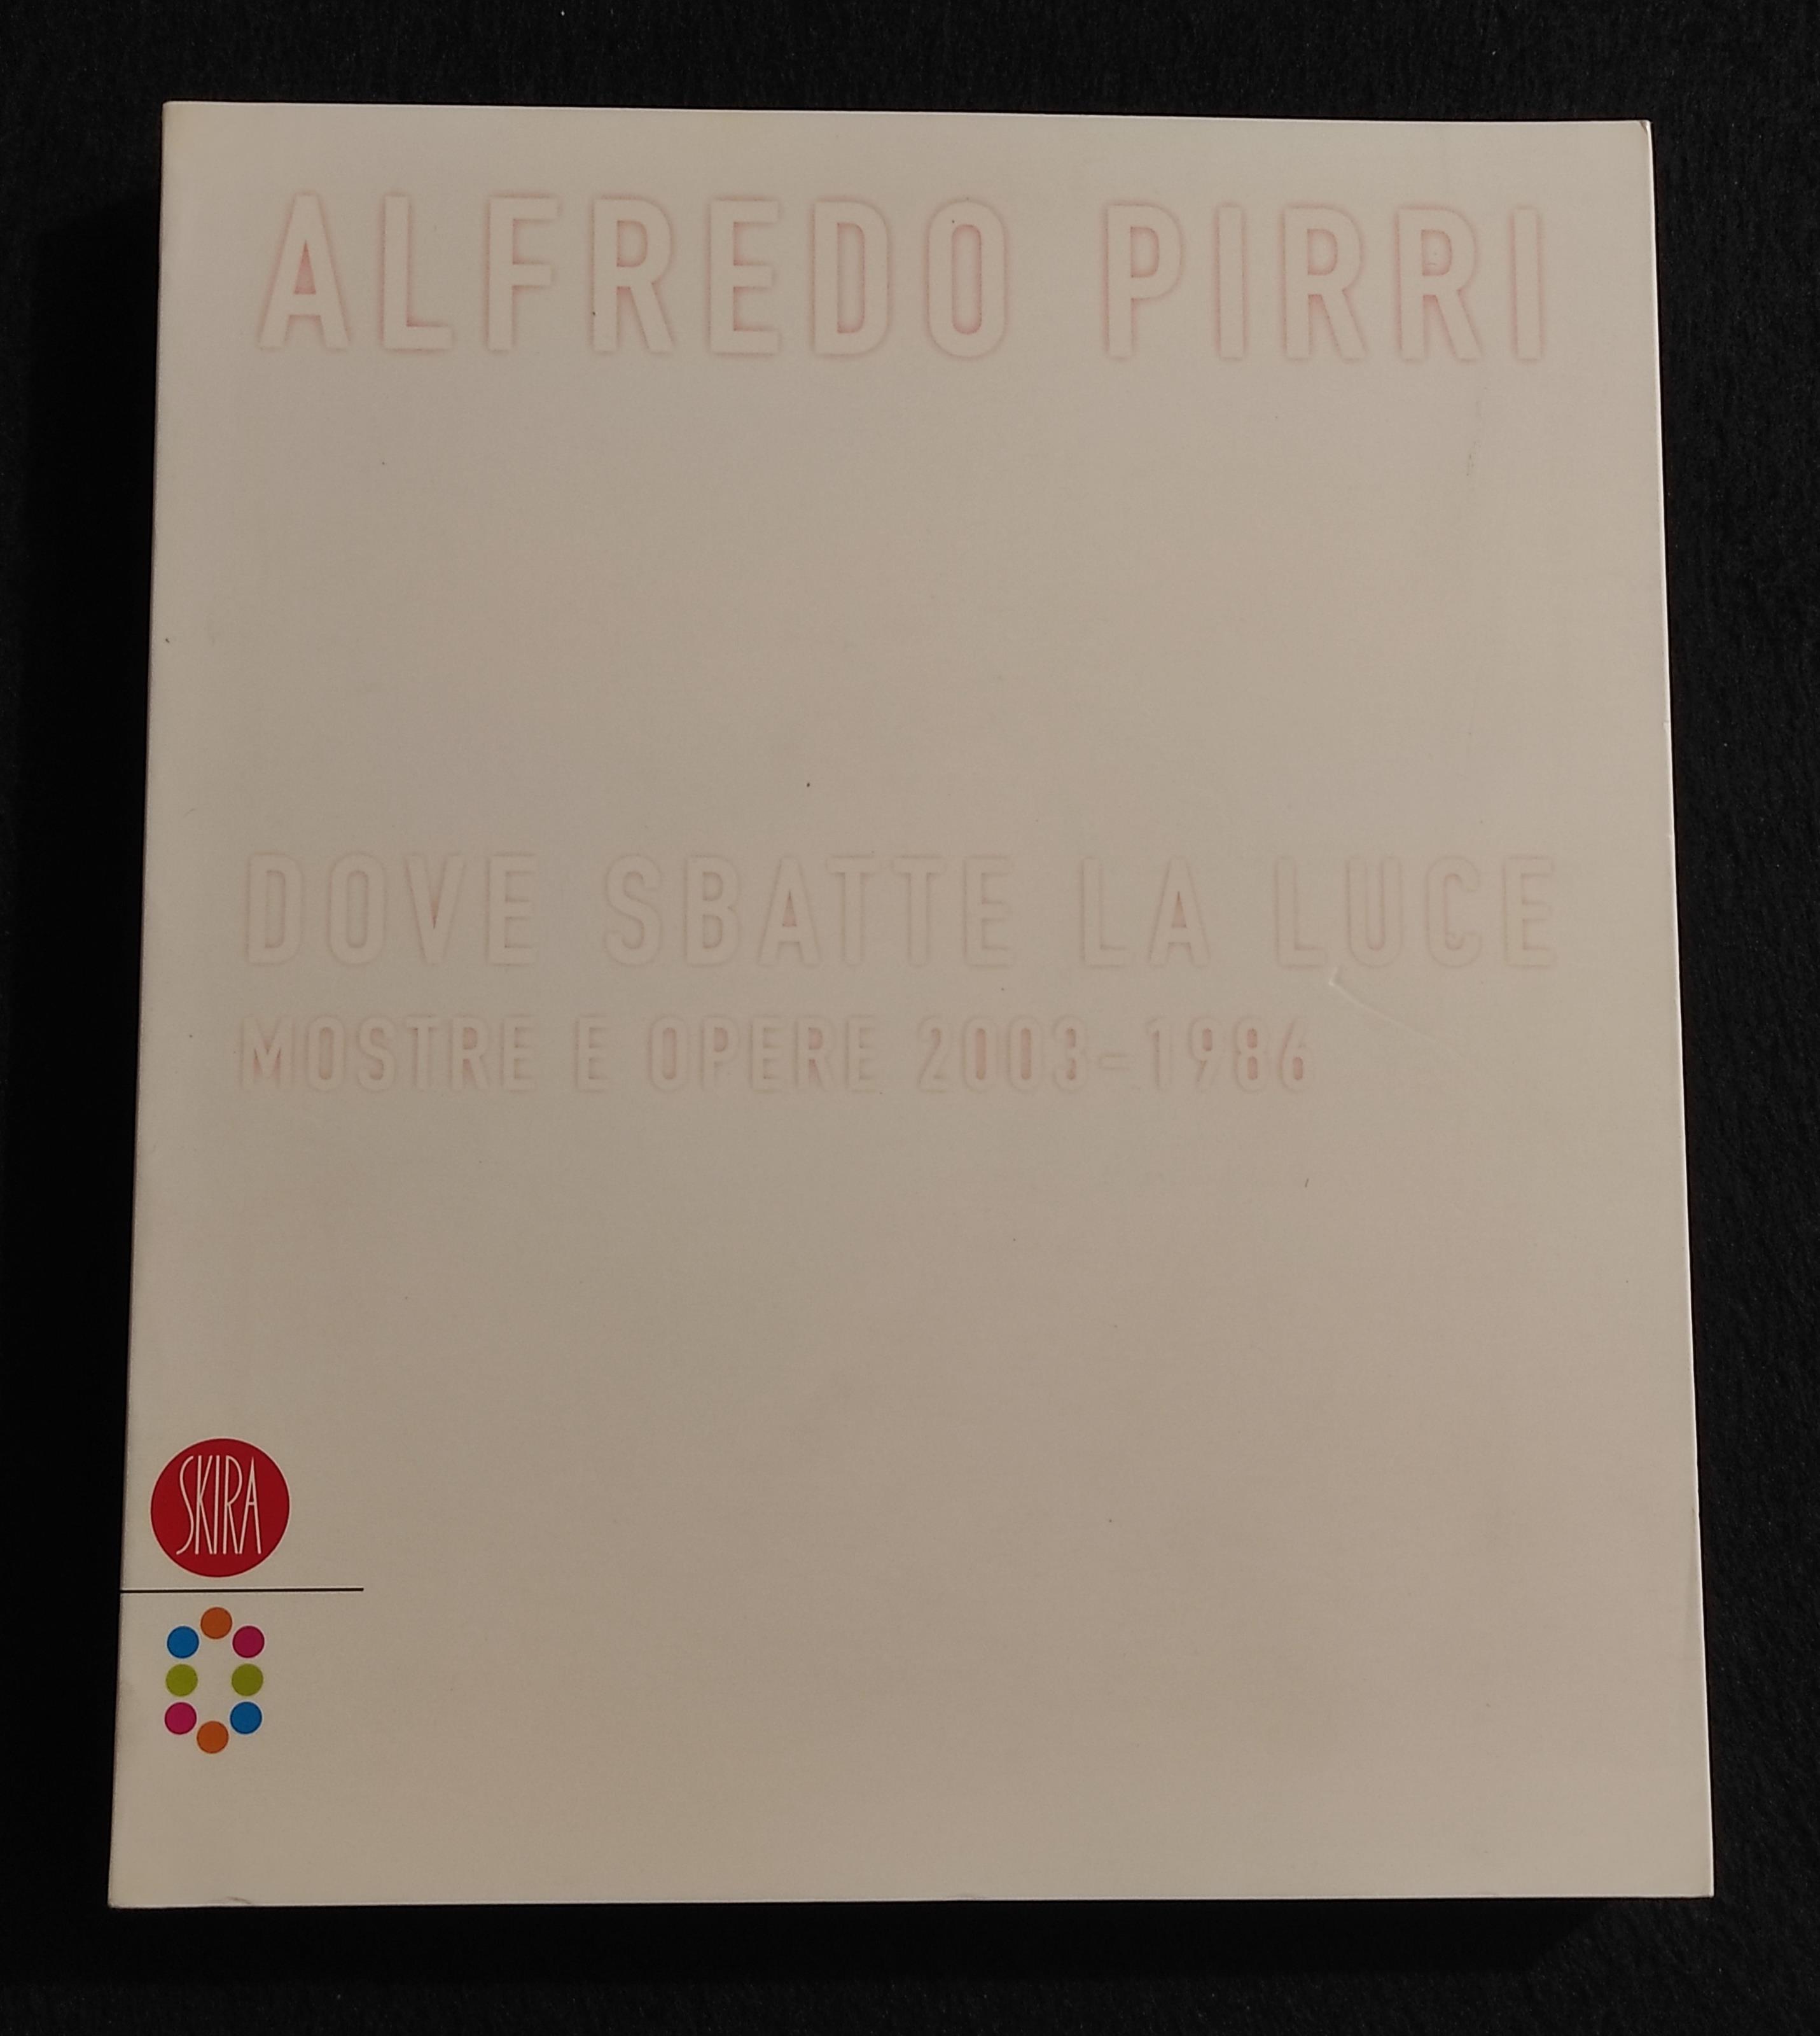 ALFREDO PIRRI
DOVE SBATTE LA LUCE
MOSTRE E OPERE 2003-1986
SKIRA